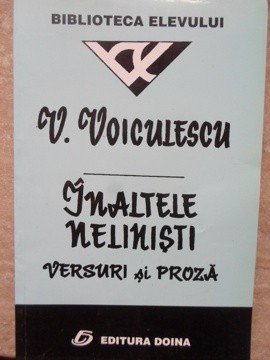 BIBLIOTECA ELEVULUI
V. VOICULESCU
ÎNALTELE
NELINIȘTI
VERSURI și PROZĂ
EDITURA DOINA